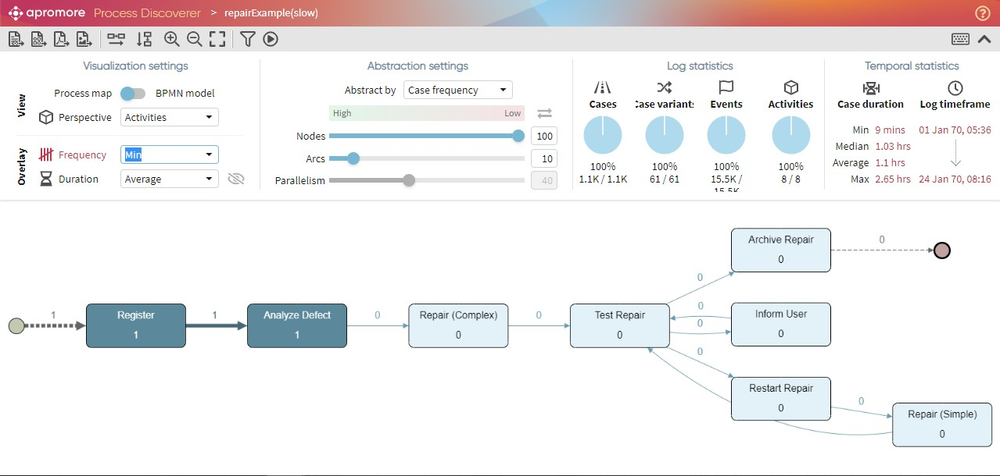 apromore Process Discoverer > repairExample(slow)
?
Visualization settings
View
Process map BPMN model
Perspective Activities
Overlay
Frequency Min
Duration Average
Abstraction settings
Abstract by Case frequency
High Low
Nodes 100
Arcs 10
Parallelism 40
Log statistics
Cases Case variants Events Activities
100% 100% 100% 100%
1.1K / 1.1K 61 / 61 15.5K / 8 / 8
15.5K
Temporal statistics
Case duration Log timeframe
Min 9 mins 01 Jan 70, 05:36
Median 1.03 hrs
Average 1.1 hrs
Max 2.65 hrs 24 Jan 70, 08:16
1
Register
1
1
Analyze Defect
1
0
Repair (Complex)
0
0
Test Repair
0
0
Archive Repair
0
0
0
0
Inform User
0
0
Restart Repair
0
0
Repair (Simple)
0